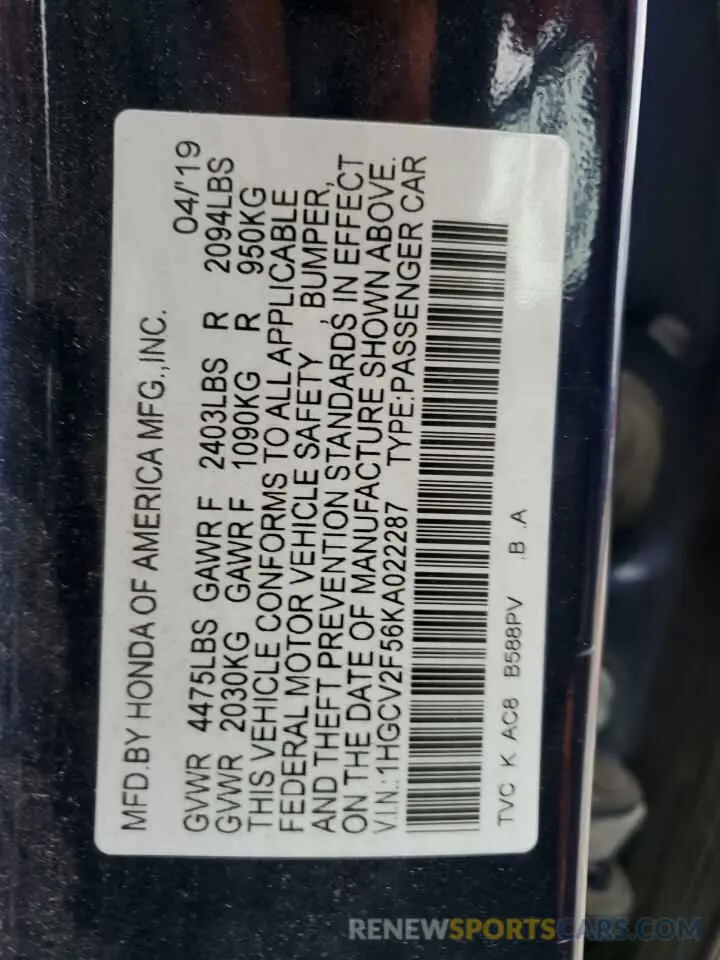 MFD.BY HONDA OF AMERICA MFG.,INC. 04/'19
GVWR 4475LBS GAWR F 2403LBS R 2094LBS
GVWR 2030KG GAWR F 1090KG R 950KG
THIS VEHICLE CONFORMS TO ALL APPLICABLE
FEDERAL MOTOR VEHICLE SAFETY , BUMPER,
AND THEFT PREVENTION STANDARDS IN EFFECT
ON THE DATE OF MANUFACTURE SHOWN ABOVE.
V.I.N.:1HGCV2F56KA022287 TYPE:PASSENGER CAR
TVC K AC8 B588PV .B .A
RENEWSPORTSCARS.COM